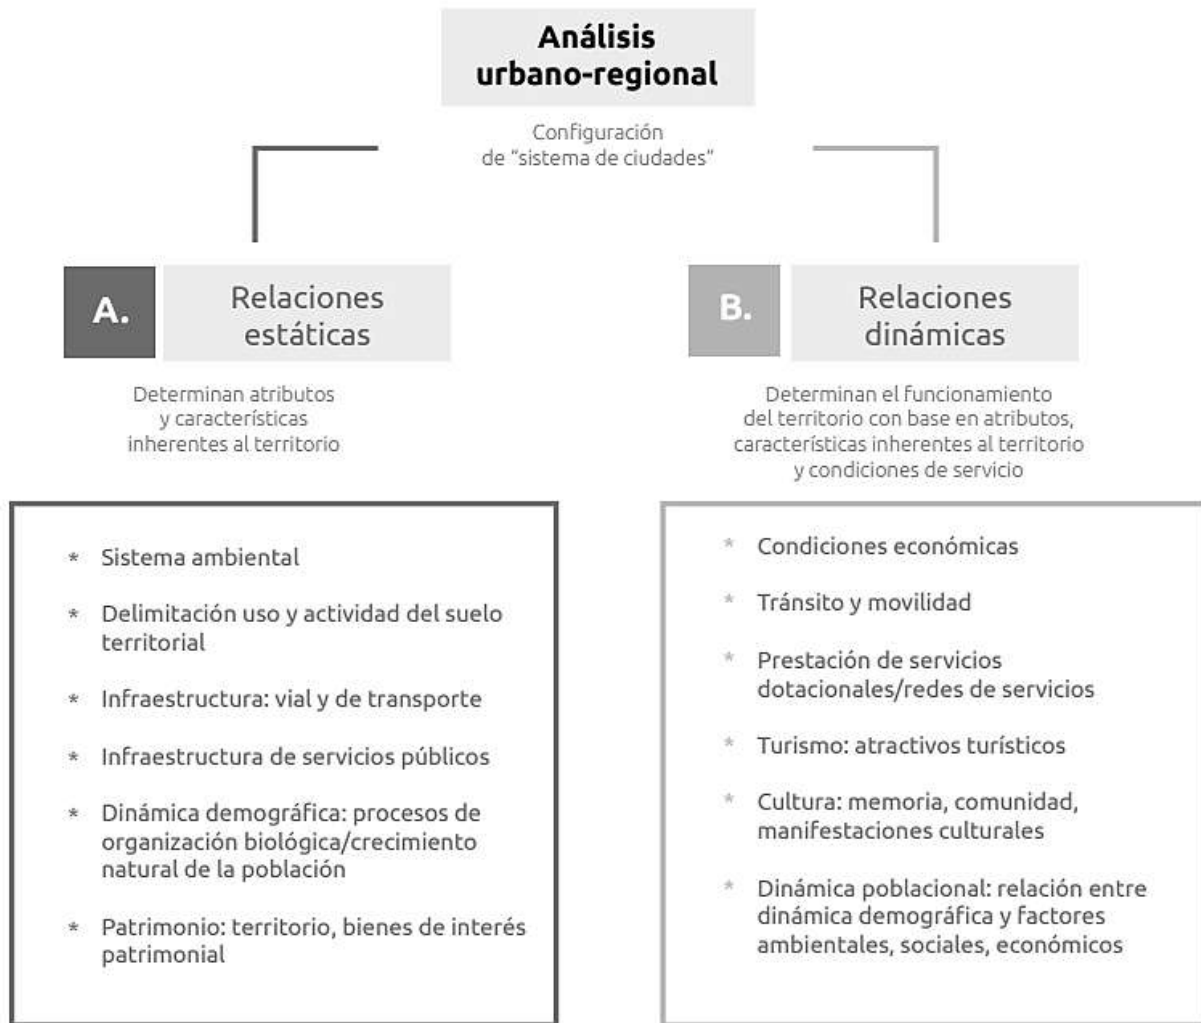 Análisis
urbano-regional
Configuración
de “sistema de ciudades”
A.
Relaciones
estáticas
Determinan atributos
y características
inherentes al territorio
* Sistema ambiental
* Delimitación uso y actividad del suelo
territorial
* Infraestructura: vial y de transporte
* Infraestructura de servicios públicos
* Dinámica demográfica: procesos de
organización biológica/crecimiento
natural de la población
* Patrimonio: territorio, bienes de interés
patrimonial
B.
Relaciones
dinámicas
Determinan el funcionamiento
del territorio con base en atributos,
características inherentes al territorio
y condiciones de servicio
* Condiciones económicas
* Tránsito y movilidad
* Prestación de servicios
dotacionales/redes de servicios
* Turismo: atractivos turísticos
* Cultura: memoria, comunidad,
manifestaciones culturales
* Dinámica poblacional: relación entre
dinámica demográfica y factores
ambientales, sociales, económicos